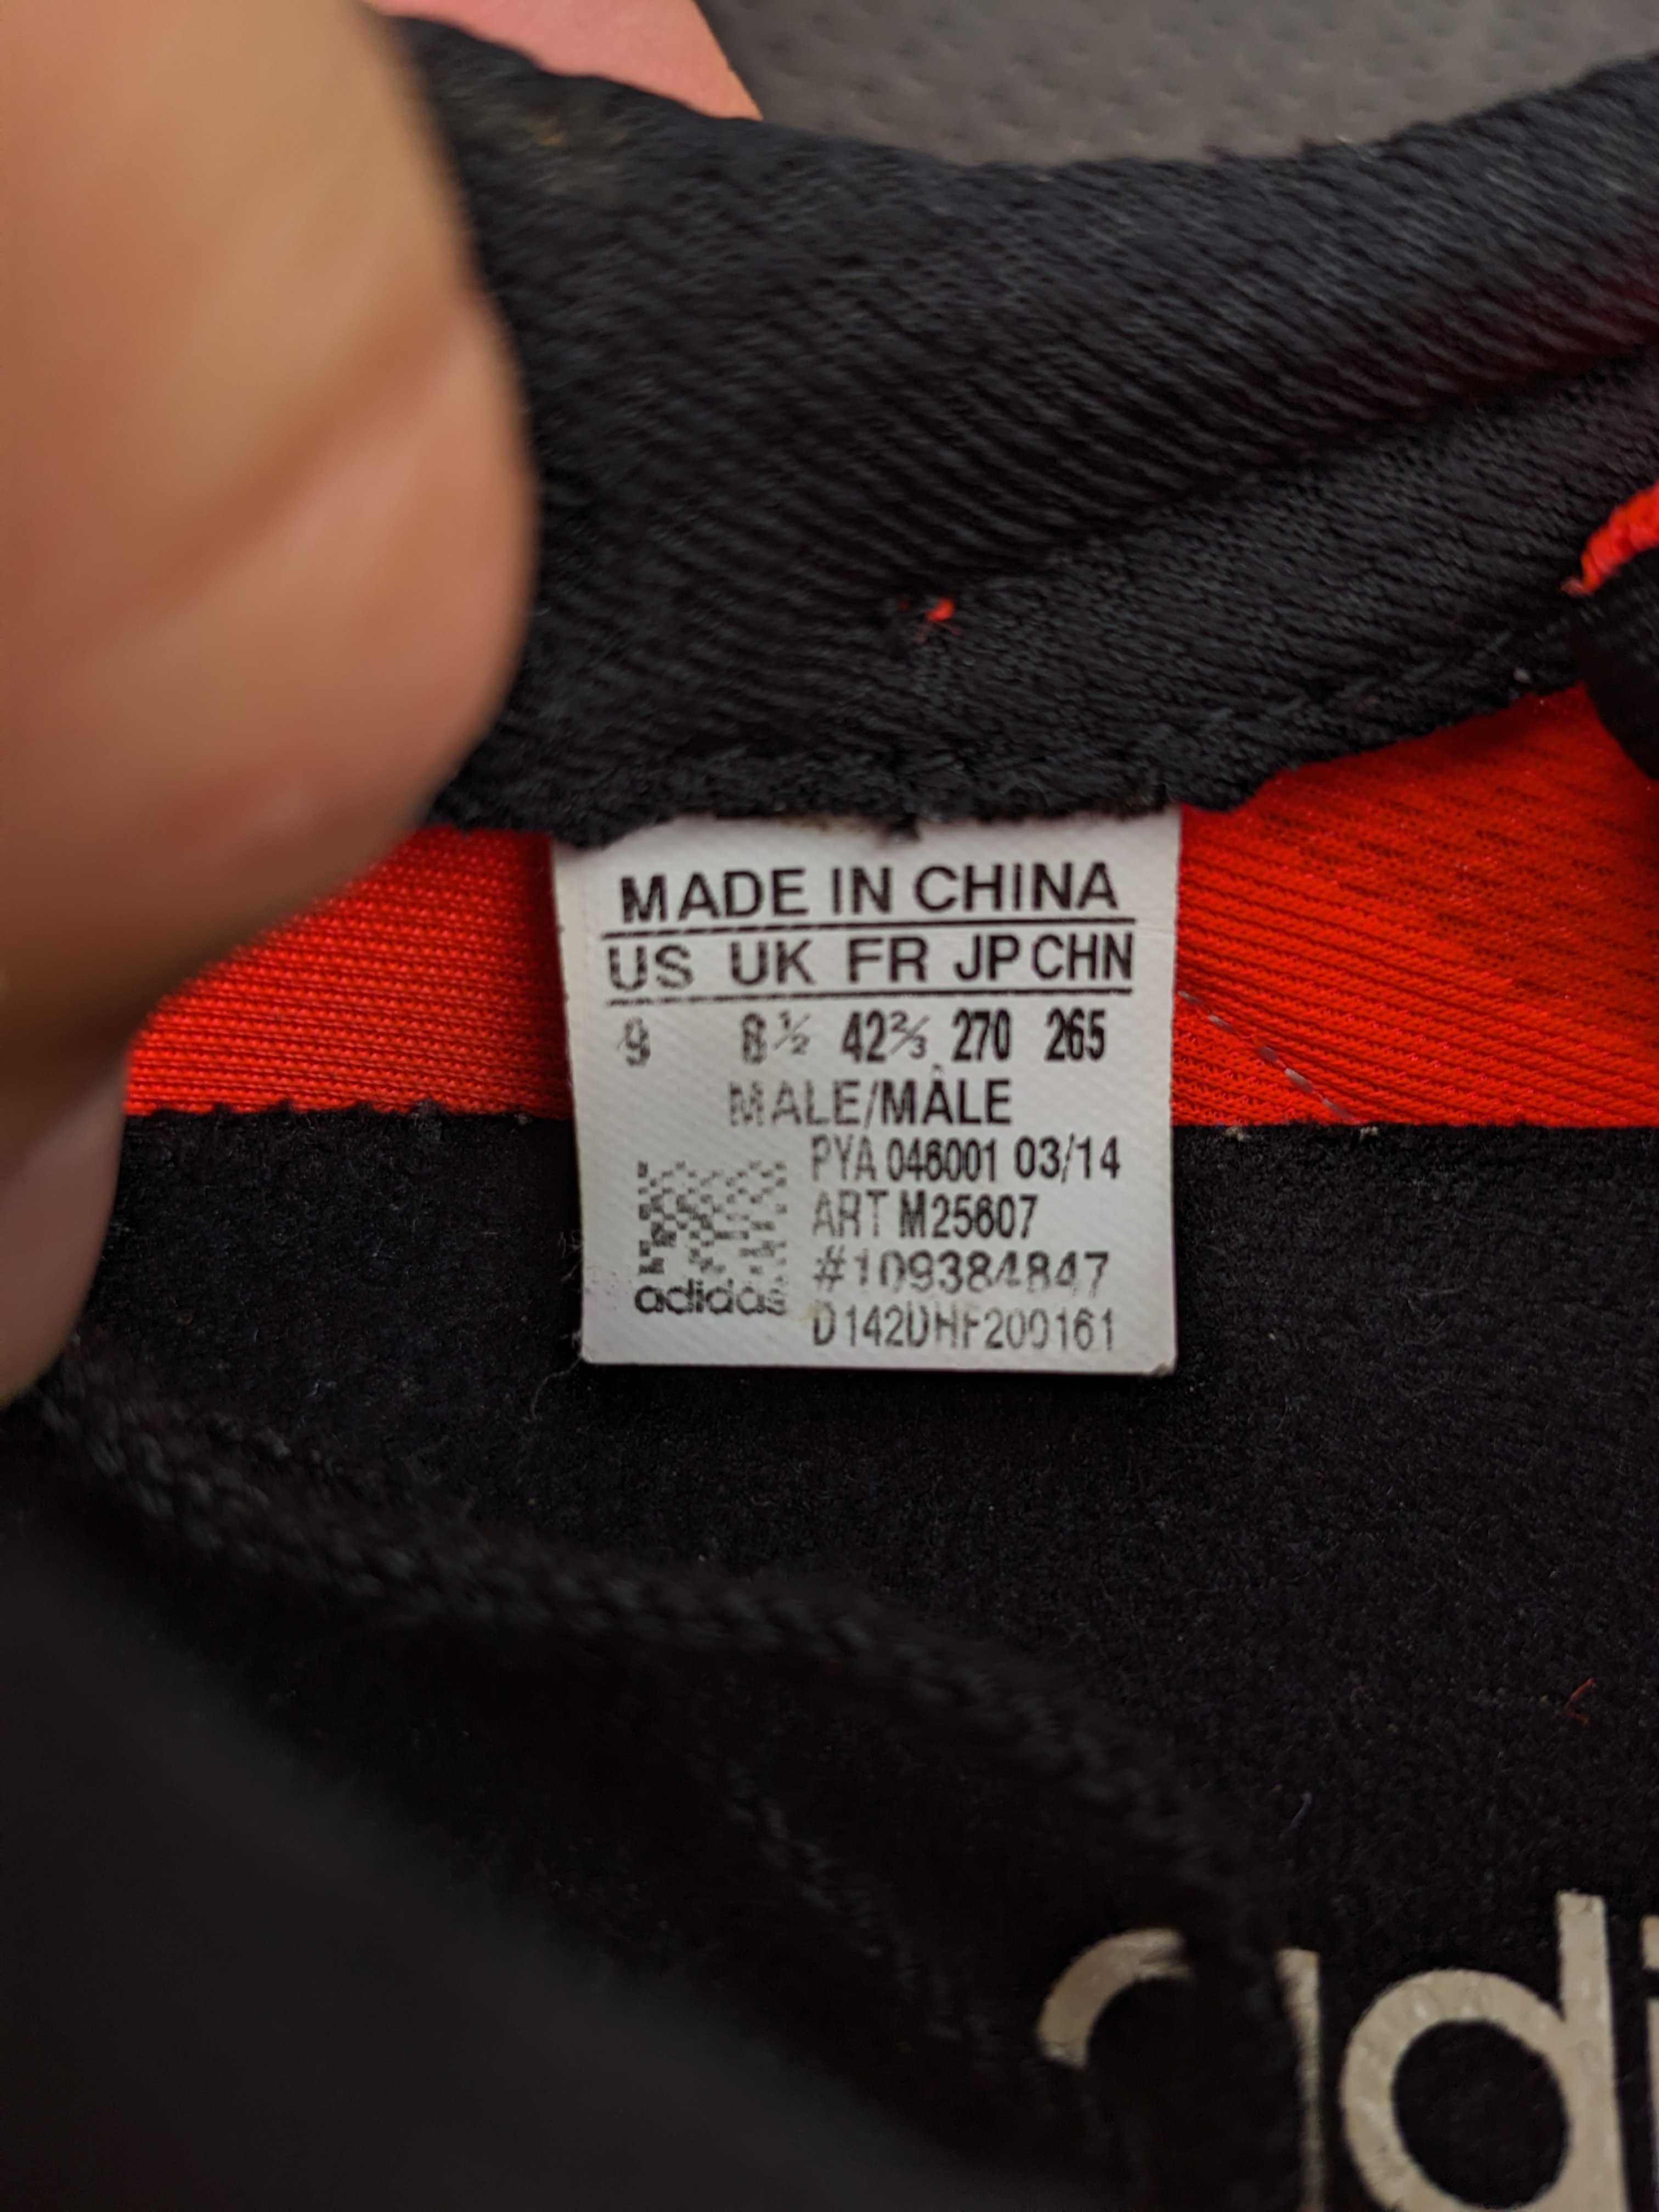 MADE IN CHINA
US UK FR JP CHN
9 8½ 42⅔ 270 265
MALE/MÂLE
PYA 046001 03/14
ART M25607
#109384847
adidas
D142DHF200161
adi